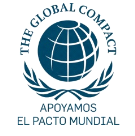 THE GLOBAL COMPACT
APOYAMOS
EL PACTO MUNDIAL